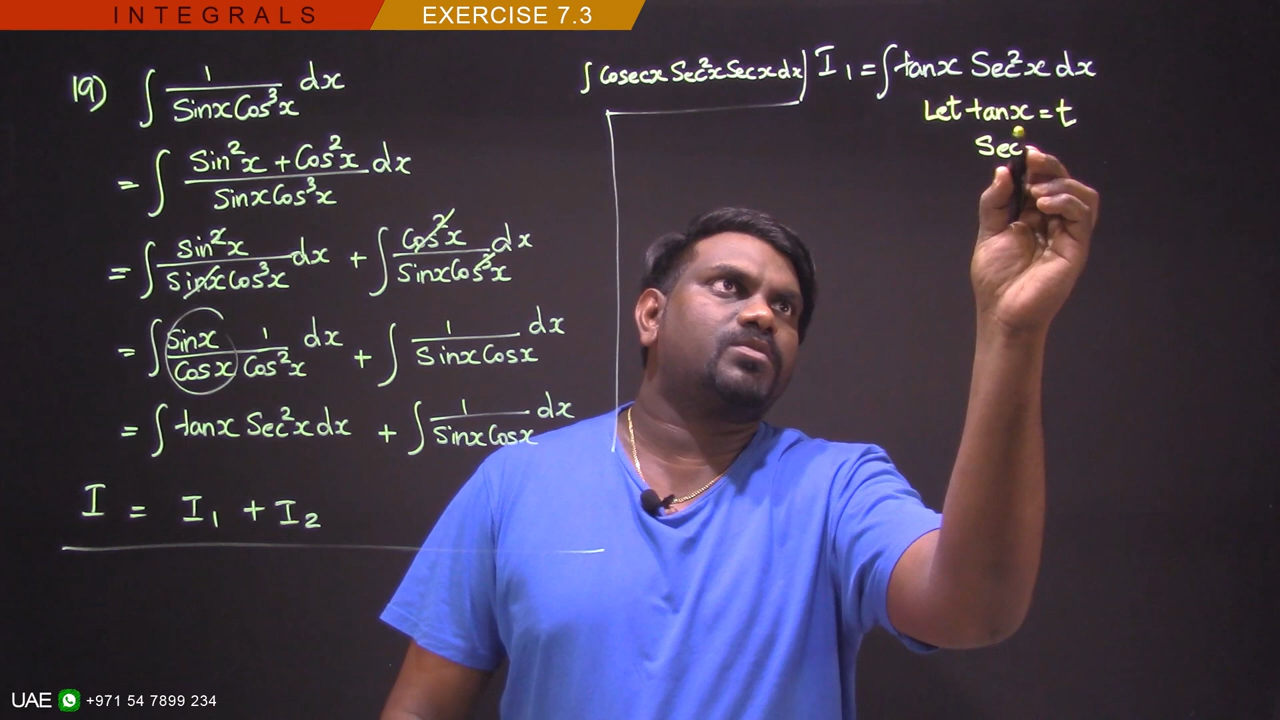 INTEGRALS EXERCISE 7.3
19) ∫ 1/(Sinx Cos³x) dx
= ∫ (Sin²x + Cos²x)/(Sinx Cos³x) dx
= ∫ Sin²x/(Sinx Cos³x) dx + ∫ Cos²x/(Sinx Cos³x) dx
= ∫ Sinx/Cosx 1/Cos²x dx + ∫ 1/(Sinx Cosx) dx
= ∫ tanx Sec²x dx + ∫ 1/(Sinx Cosx) dx
I = I₁ + I₂
∫ Cosecx Sec²x Secx dx
I₁ = ∫ tanx Sec²x dx
Let tanx = t
Sec
UAE +971 54 7899 234